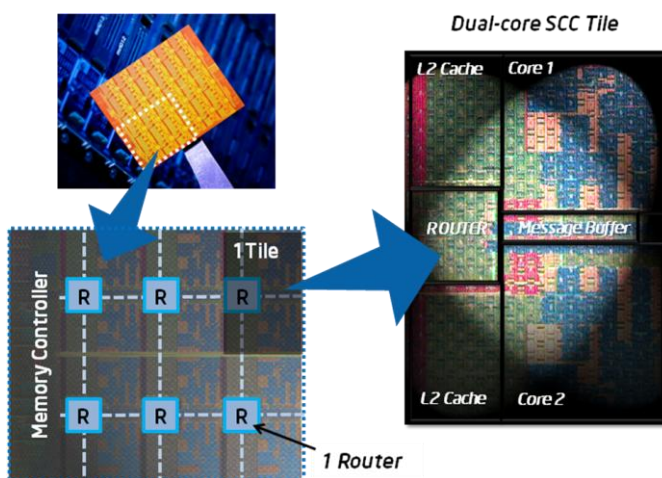 Dual-core SCC Tile
L2 Cache
Core 1
ROUTER
Message Buffer
L2 Cache
Core 2
1 Tile
Memory Controller
R
R
R
R
R
R
1 Router